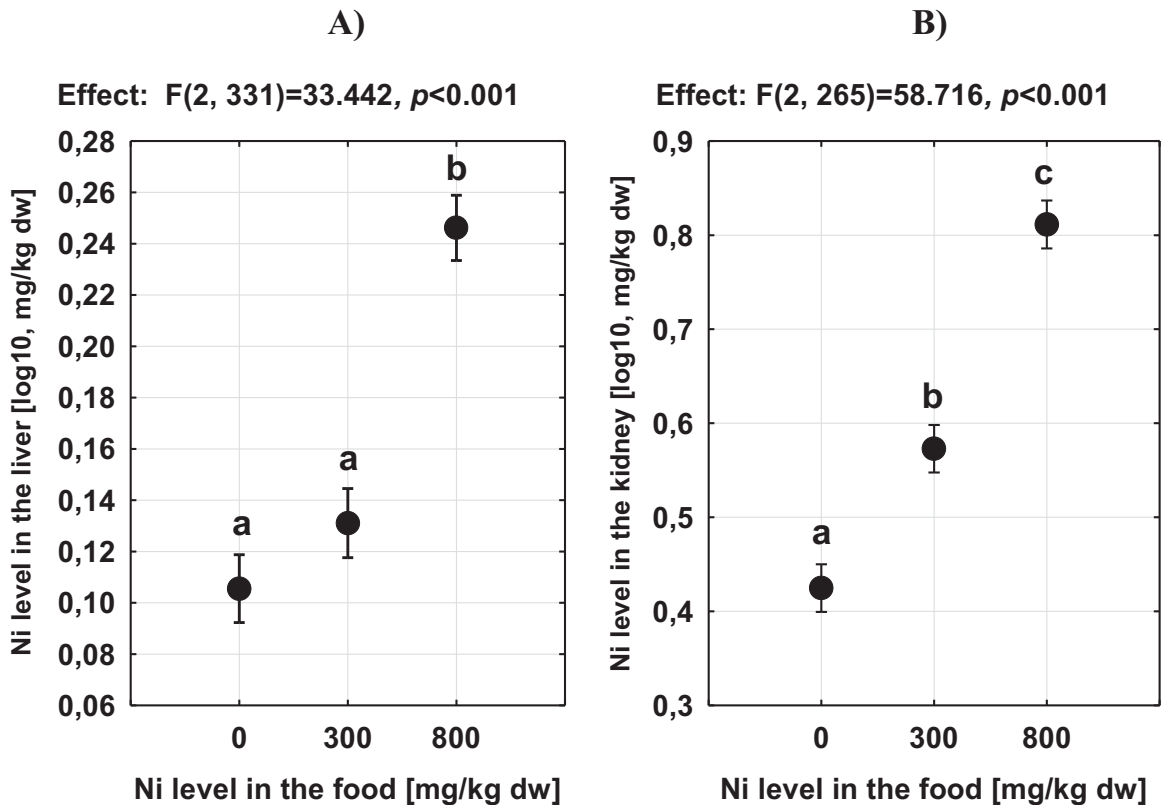 A)
Effect: F(2, 331)=33.442, p<0.001
Ni level in the liver [log10, mg/kg dw]
0,28
0,26
0,24
0,22
0,20
0,18
0,16
0,14
0,12
0,10
0,08
0,06
a
a
b
0 300 800
Ni level in the food [mg/kg dw]
B)
Effect: F(2, 265)=58.716, p<0.001
Ni level in the kidney [log10, mg/kg dw]
0,9
0,8
0,7
0,6
0,5
0,4
0,3
a
b
c
0 300 800
Ni level in the food [mg/kg dw]